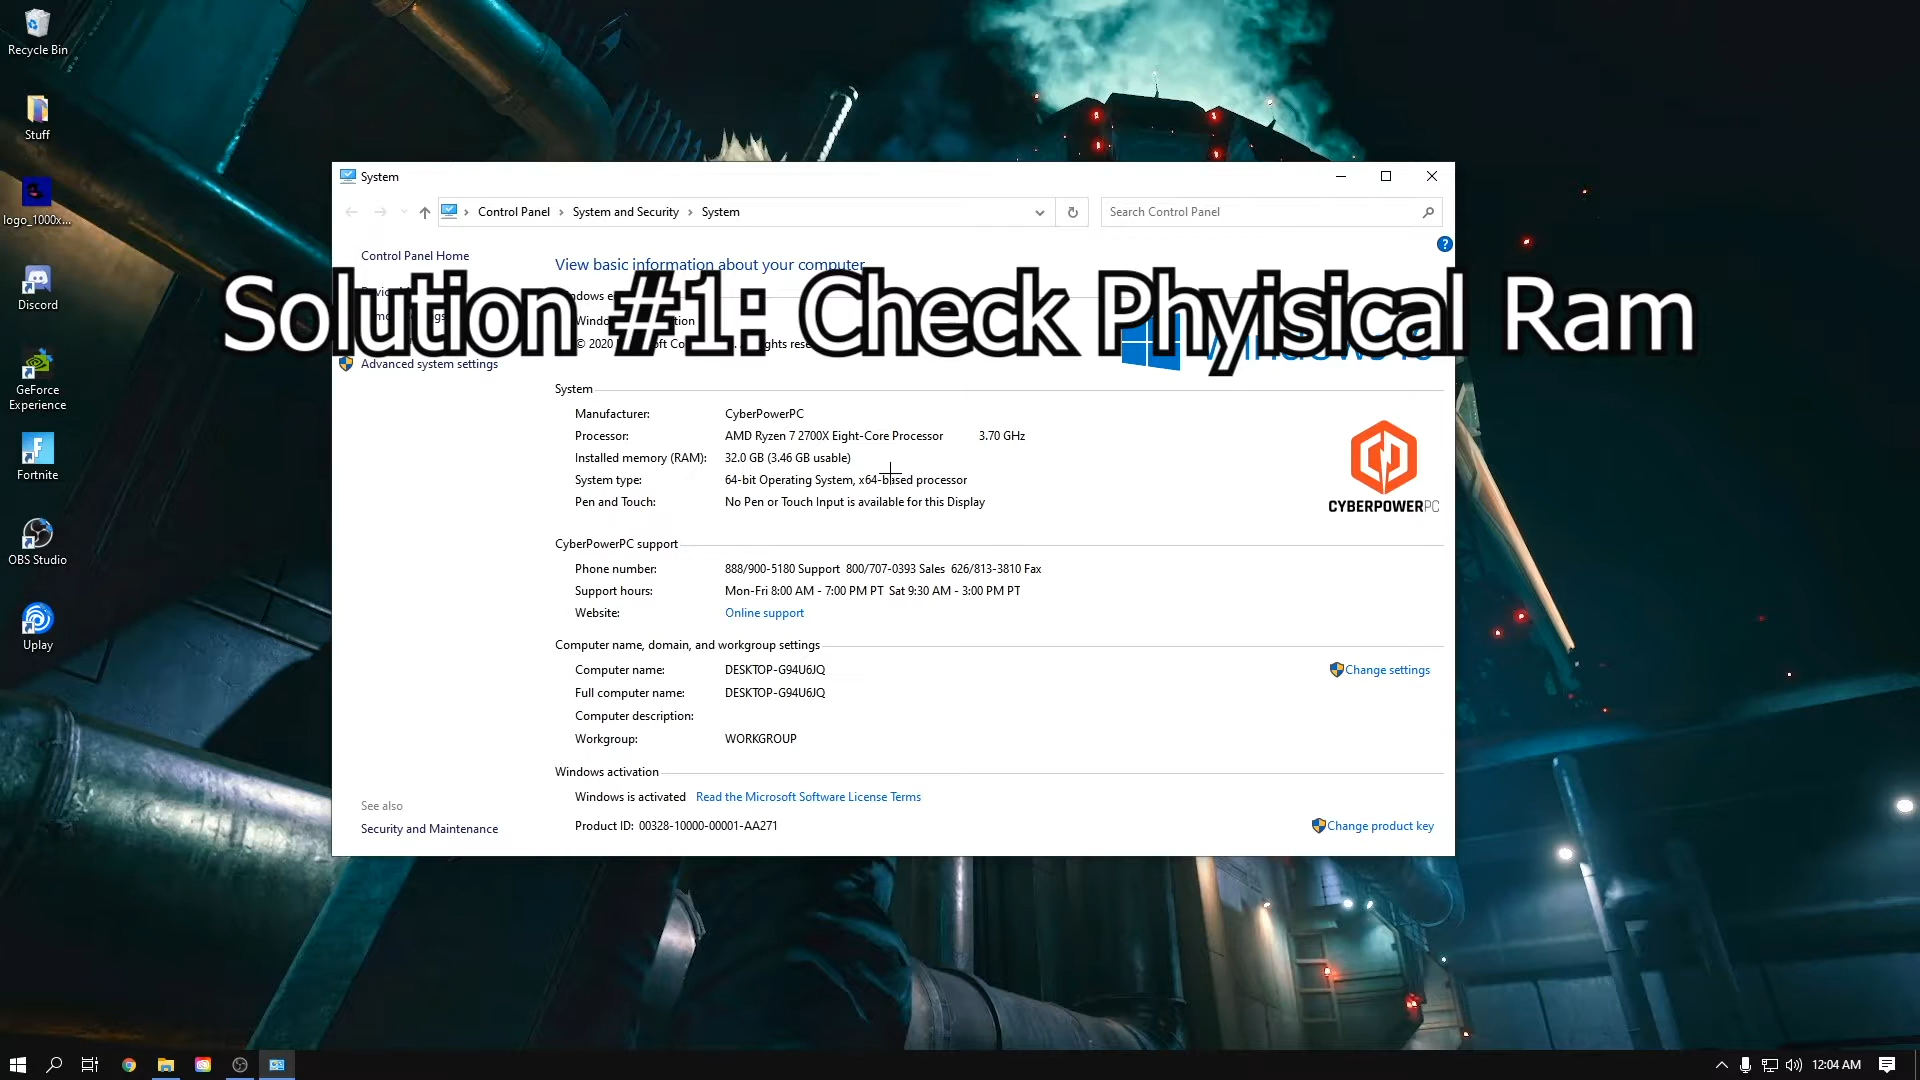 Recycle Bin
Stuff
logo_1000x...
Discord
GeForce
Experience
Fortnite
OBS Studio
Uplay
System
Control Panel
System and Security
System
Search Control Panel
?
Control Panel Home
View basic information about your computer
Solution #1: Check Phyisical Ram
© 2020
Advanced system settings
System
Manufacturer: CyberPowerPC
Processor: AMD Ryzen 7 2700X Eight-Core Processor 3.70 GHz
Installed memory (RAM): 32.0 GB (3.46 GB usable)
System type: 64-bit Operating System, x64-based processor
Pen and Touch: No Pen or Touch Input is available for this Display
CYBERPOWERPC
CyberPowerPC support
Phone number: 888/900-5180 Support 800/707-0393 Sales 626/813-3810 Fax
Support hours: Mon-Fri 8:00 AM - 7:00 PM PT Sat 9:30 AM - 3:00 PM PT
Website: Online support
Computer name, domain, and workgroup settings
Computer name: DESKTOP-G94U6JQ
Change settings
Full computer name: DESKTOP-G94U6JQ
Computer description:
Workgroup: WORKGROUP
Windows activation
Windows is activated Read the Microsoft Software License Terms
Product ID: 00328-10000-00001-AA271
Change product key
See also
Security and Maintenance
12:04 AM